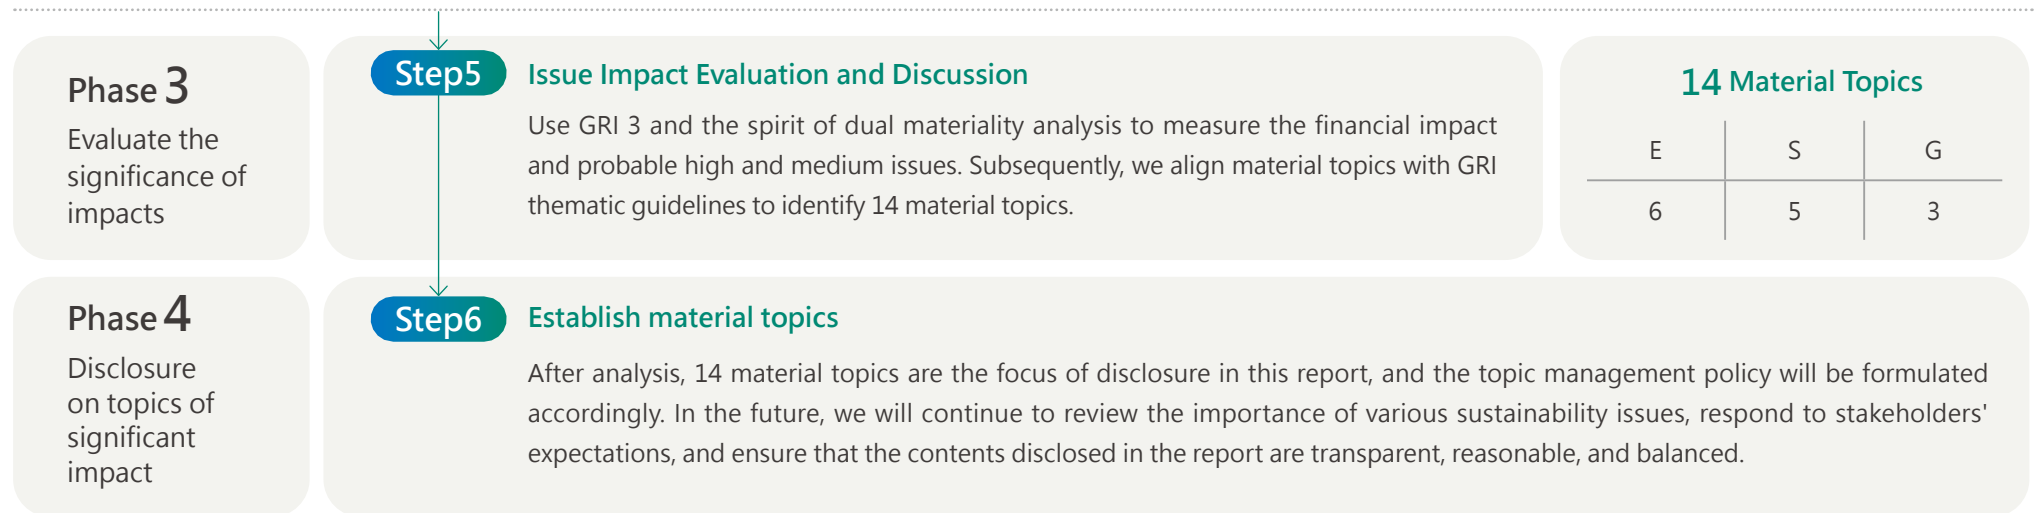 Phase 3
Evaluate the
significance of
impacts
Step5
Issue Impact Evaluation and Discussion
Use GRI 3 and the spirit of dual materiality analysis to measure the financial impact
and probable high and medium issues. Subsequently, we align material topics with GRI
thematic guidelines to identify 14 material topics.
14 Material Topics
E S G
6 5 3
Phase 4
Disclosure
on topics of
significant
impact
Step6
Establish material topics
After analysis, 14 material topics are the focus of disclosure in this report, and the topic management policy will be formulated
accordingly. In the future, we will continue to review the importance of various sustainability issues, respond to stakeholders'
expectations, and ensure that the contents disclosed in the report are transparent, reasonable, and balanced.